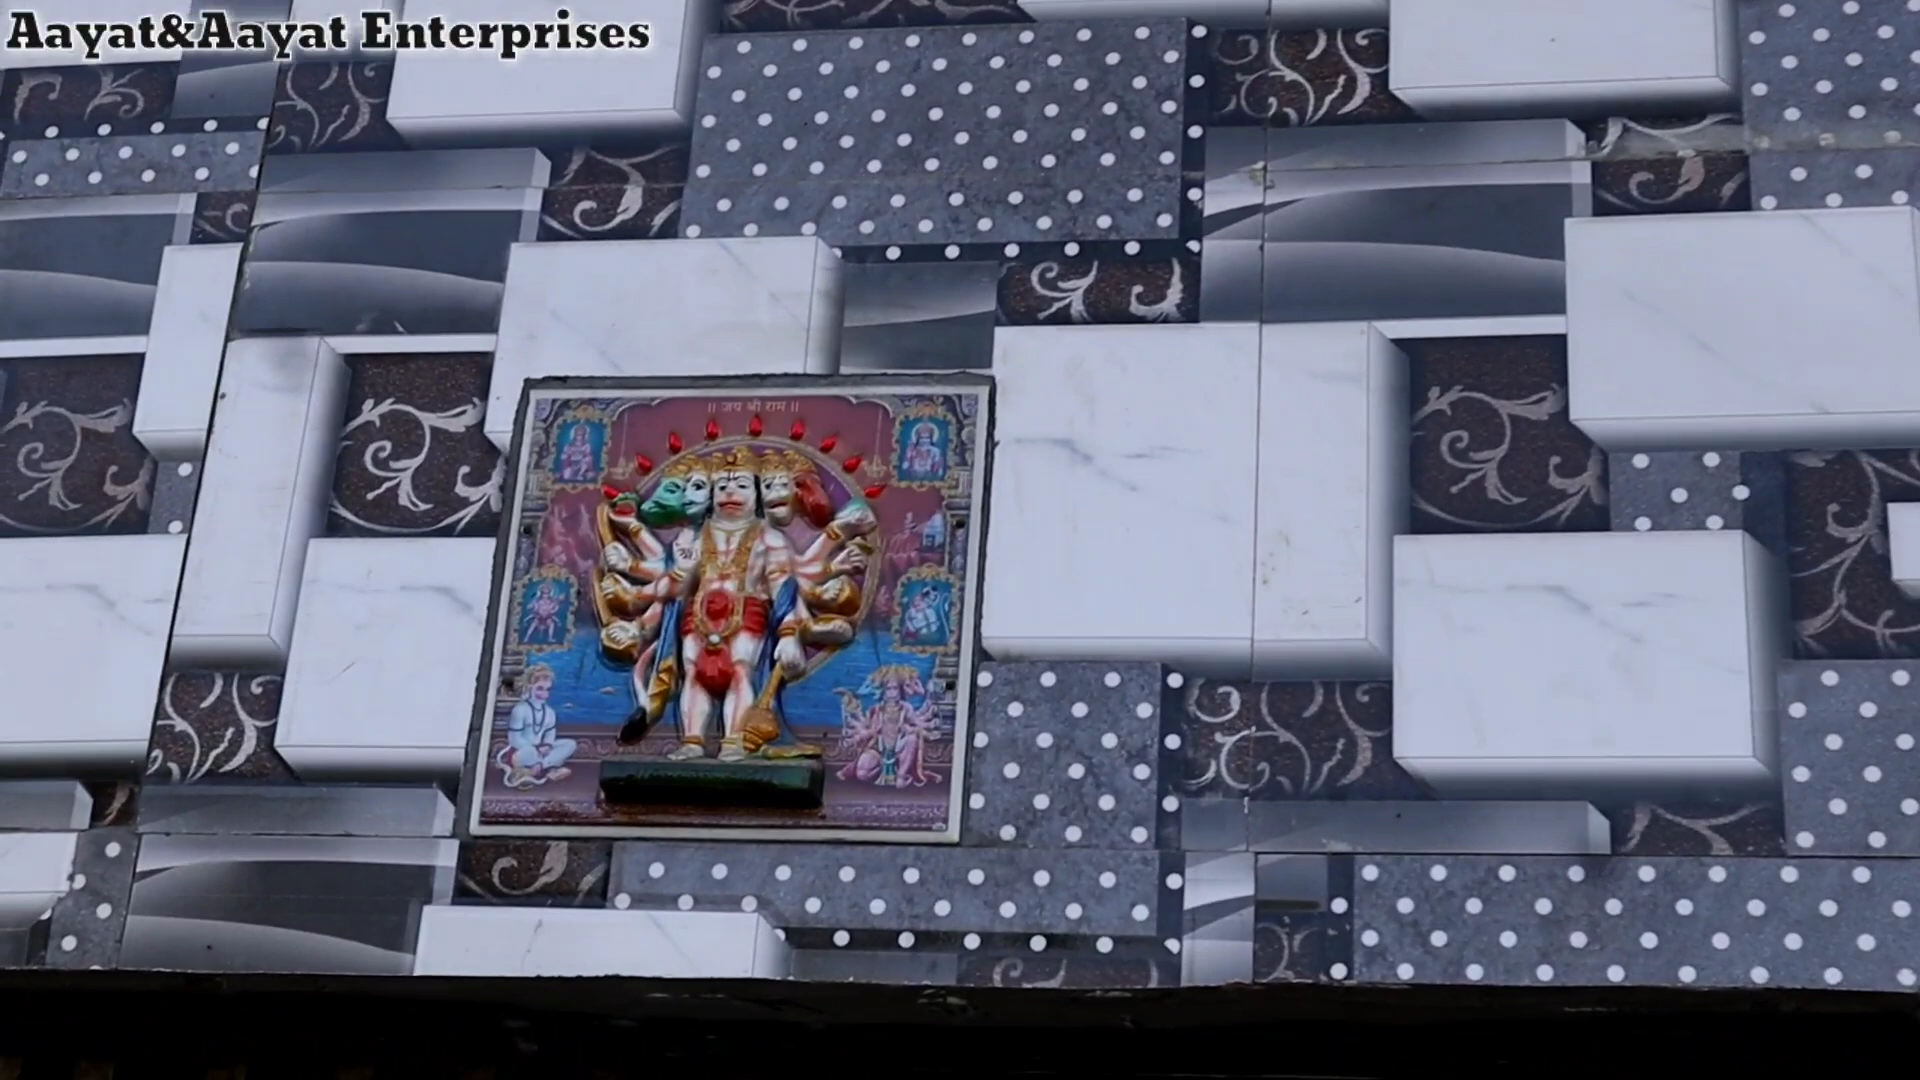 Aayat&Aayat Enterprises
॥ जय श्री राम ॥